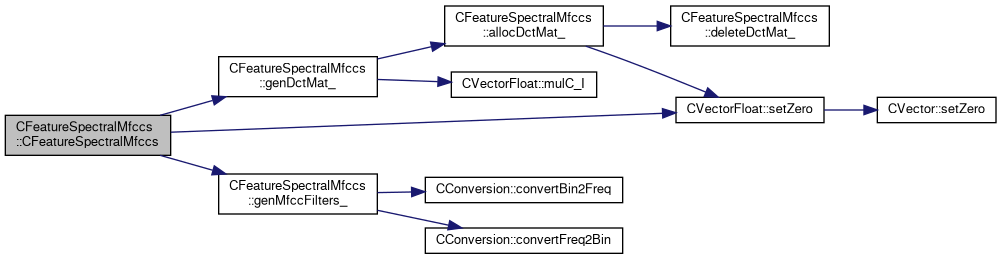 CFeatureSpectralMfccs
::CFeatureSpectralMfccs
CFeatureSpectralMfccs
::genDctMat_
CFeatureSpectralMfccs
::allocDctMat_
CFeatureSpectralMfccs
::deleteDctMat_
CVectorFloat::mulC_I
CVectorFloat::setZero
CVector::setZero
CFeatureSpectralMfccs
::genMfccFilters_
CConversion::convertBin2Freq
CConversion::convertFreq2Bin